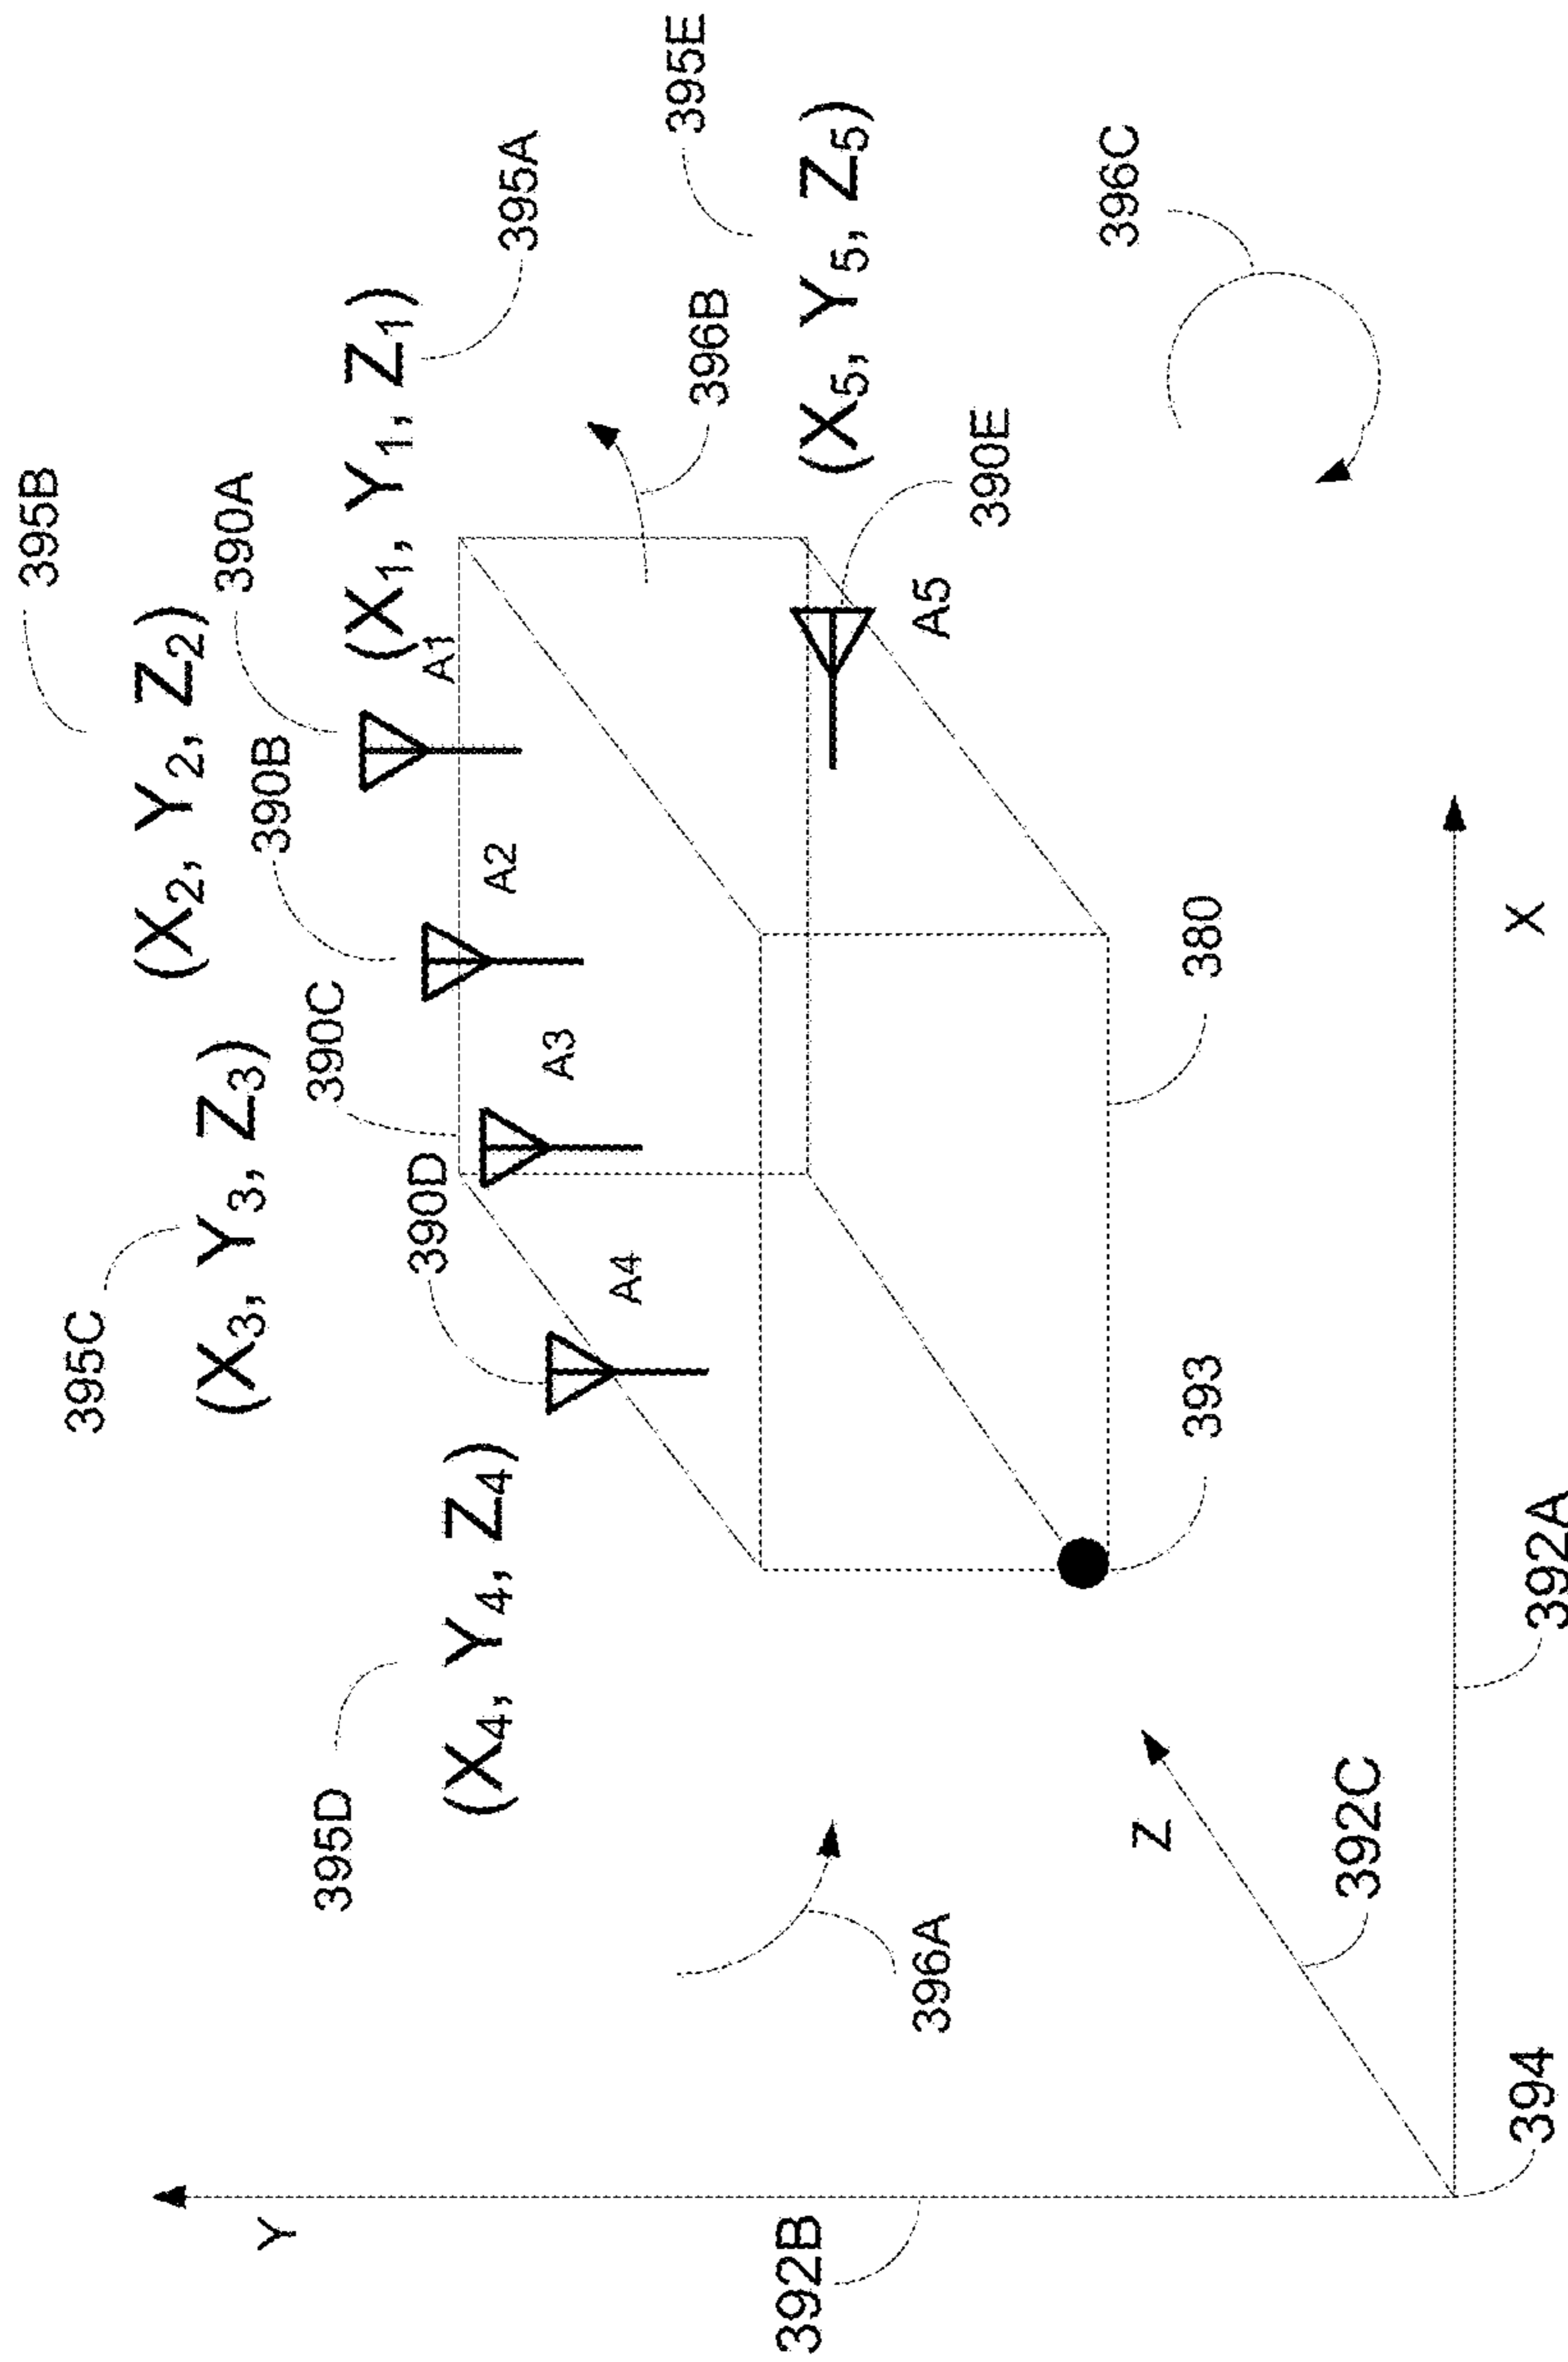 395B
(X2, Y2, Z2)
390A
395C
(X3, Y3, Z3)
390B
(X1, Y1, Z1)
395A
A1
390C
A2
395D
(X4, Y4, Z4)
390D
A3
A4
396B
395E
(X5, Y5, Z5)
390E
A5
396A
396C
Y
392B
Z
392C
393
380
X
392A
394